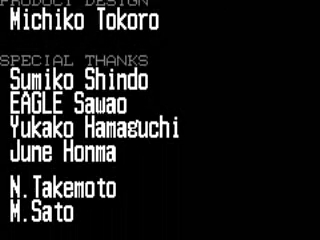 PRODUCT DESIGN
Michiko Tokoro
SPECIAL THANKS
Sumiko Shindo
EAGLE Sawao
Yukako Hamaguchi
June Honma
N.Takemoto
M.Sato